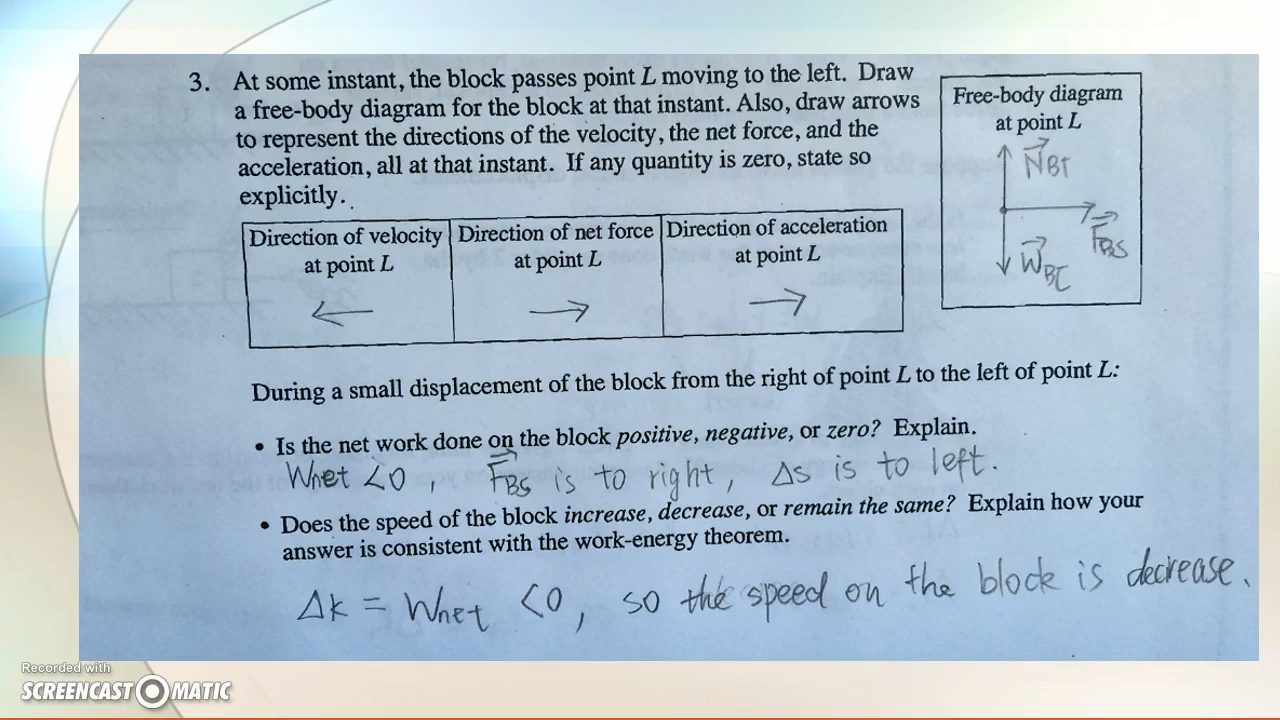 3. At some instant, the block passes point L moving to the left. Draw
a free-body diagram for the block at that instant. Also, draw arrows
to represent the directions of the velocity, the net force, and the
acceleration, all at that instant. If any quantity is zero, state so
explicitly.
Free-body diagram
at point L
N_BT
F_BS
W_BE
Direction of velocity
at point L
←
Direction of net force
at point L
→
Direction of acceleration
at point L
→
During a small displacement of the block from the right of point L to the left of point L:
• Is the net work done on the block positive, negative, or zero? Explain.
Wnet <0, F_BS is to right, Δs is to left.
• Does the speed of the block increase, decrease, or remain the same? Explain how your
answer is consistent with the work-energy theorem.
Δk = Wnet <0, so the speed on the block is decrease.
Recorded with
SCREENCAST-O-MATIC